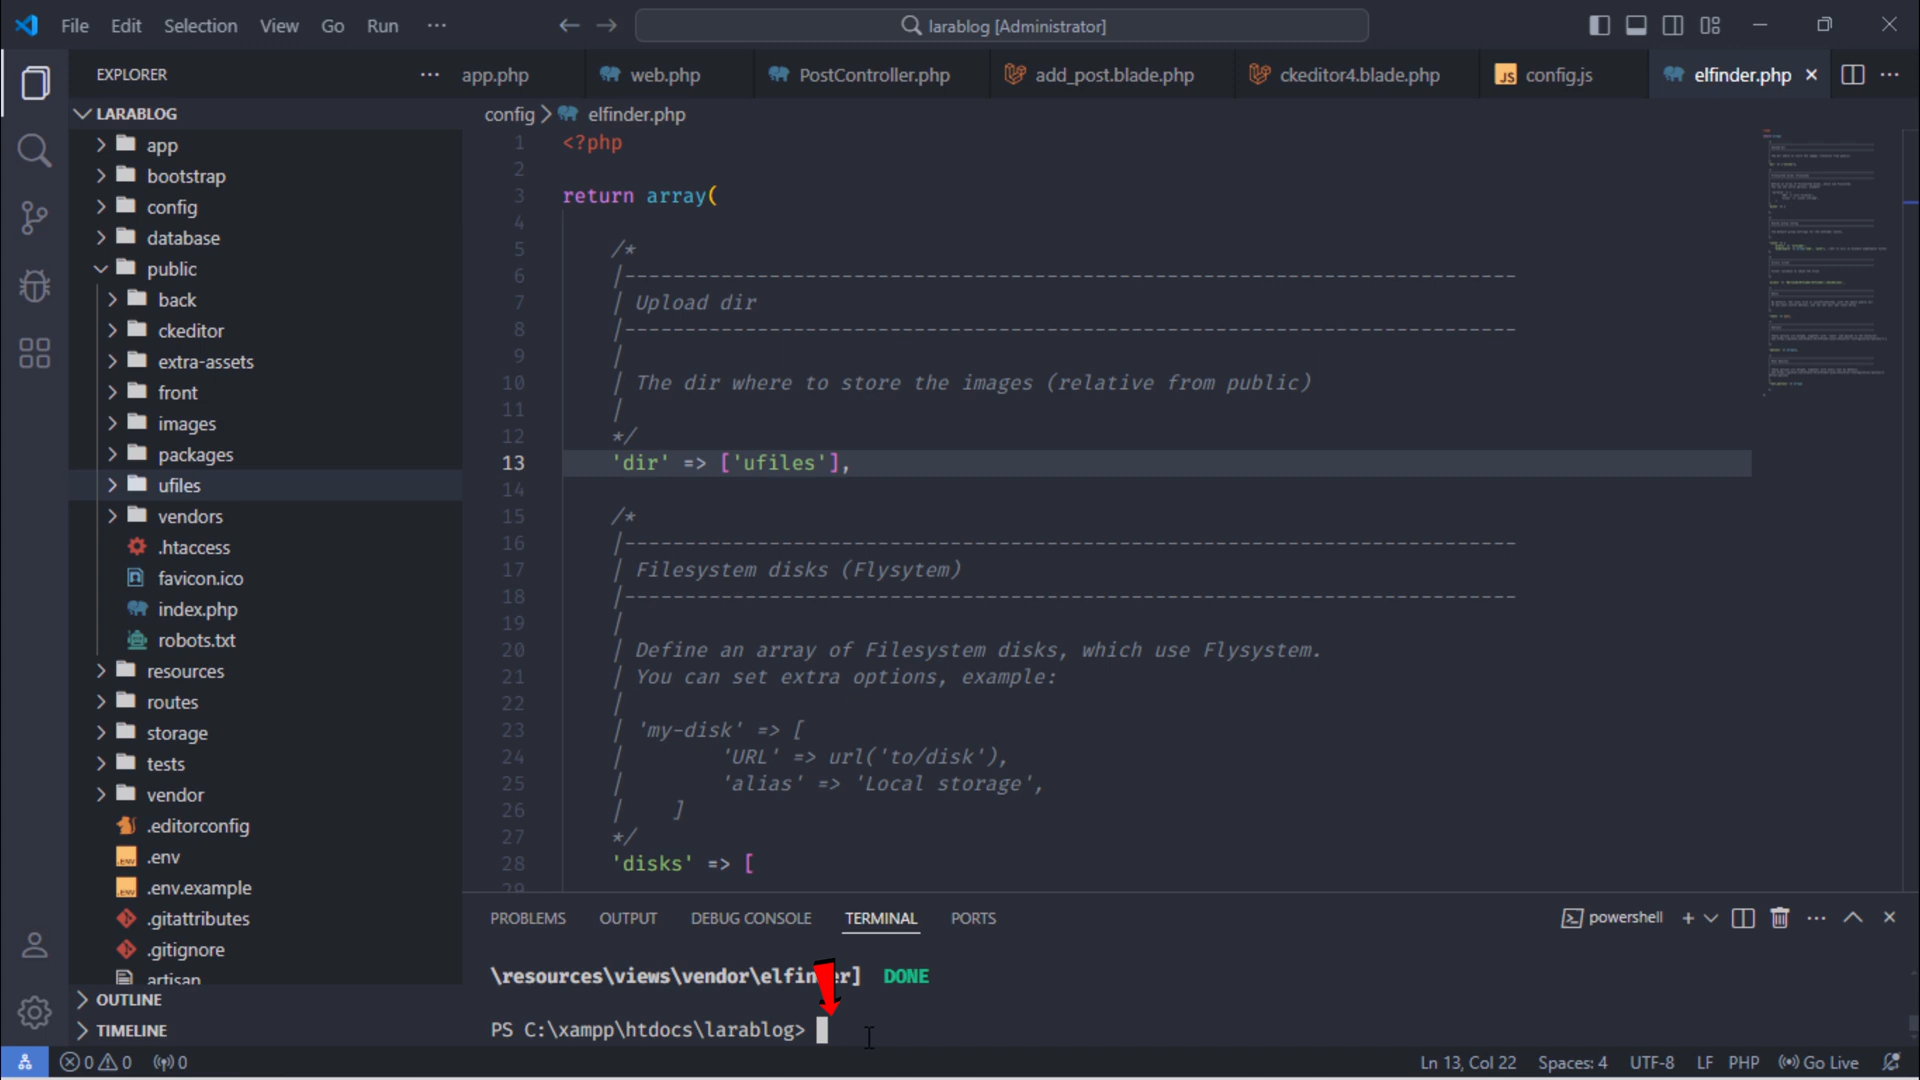 File Edit Selection View Go Run ···
larablog [Administrator]
EXPLORER ···
app.php web.php PostController.php add_post.blade.php ckeditor4.blade.php config.js elfinder.php
LARABLOG
app
bootstrap
config
database
public
back
ckeditor
extra-assets
front
images
packages
ufiles
vendors
.htaccess
favicon.ico
index.php
robots.txt
resources
routes
storage
tests
vendor
.editorconfig
.env
.env.example
.gitattributes
.gitignore
artisan
OUTLINE
TIMELINE
config > elfinder.php
1 <?php
2
3 return array(
4
5 /*
6 |--------------------------------------------------------------------------
7 | Upload dir
8 |--------------------------------------------------------------------------
9 |
10 | The dir where to store the images (relative from public)
11 |
12 */
13 'dir' => ['ufiles'],
14
15 /*
16 |--------------------------------------------------------------------------
17 | Filesystem disks (Flysytem)
18 |--------------------------------------------------------------------------
19 |
20 | Define an array of Filesystem disks, which use Flysystem.
21 | You can set extra options, example:
22 |
23 | 'my-disk' => [
24 | 'URL' => url('to/disk'),
25 | 'alias' => 'Local storage',
26 | ]
27 */
28 'disks' => [
29
PROBLEMS OUTPUT DEBUG CONSOLE TERMINAL PORTS
powershell
\resources\views\vendor\elfinder] DONE
PS C:\xampp\htdocs\larablog>
0 0 0
Ln 13, Col 22 Spaces: 4 UTF-8 LF PHP Go Live